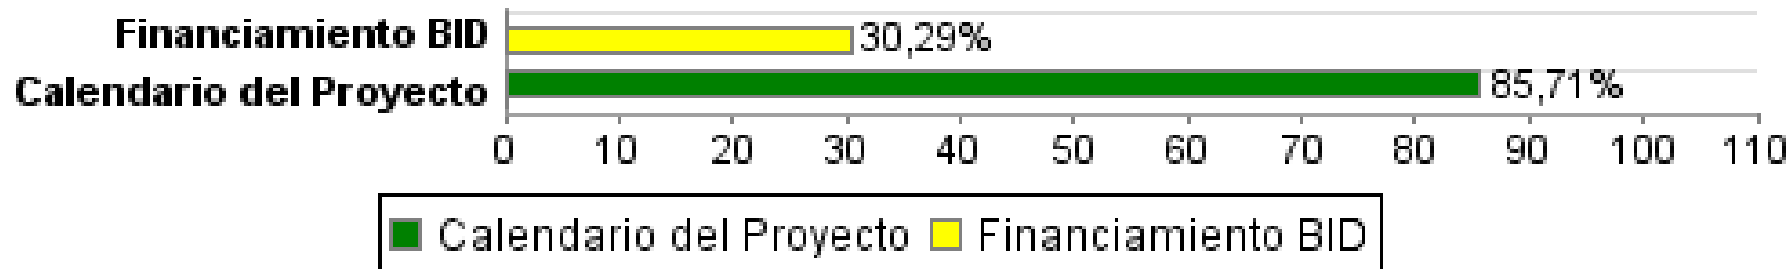 Financiamiento BID 30,29%
Calendario del Proyecto 85,71%
0 10 20 30 40 50 60 70 80 90 100 110
Calendario del Proyecto Financiamiento BID